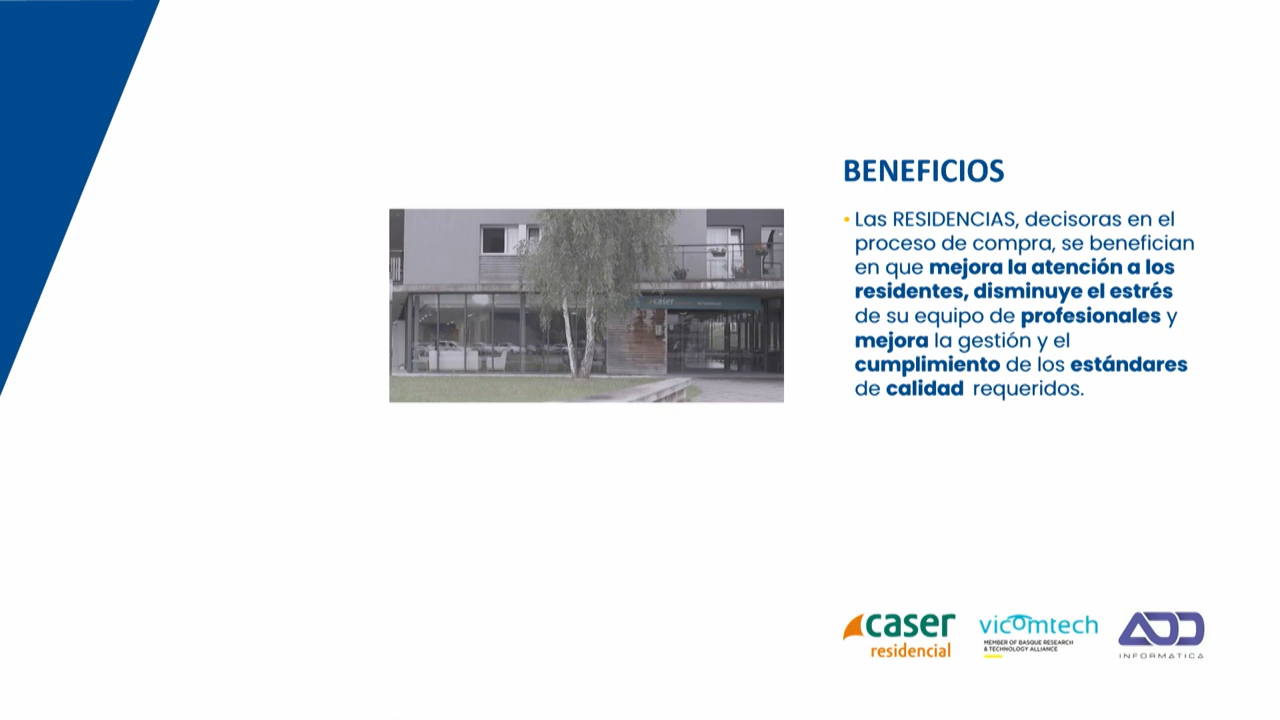 BENEFICIOS
• Las RESIDENCIAS, decisoras en el
proceso de compra, se benefician
en que mejora la atención a los
residentes, disminuye el estrés
de su equipo de profesionales y
mejora la gestión y el
cumplimiento de los estándares
de calidad requeridos.
caser
caser
residencial
vicomtech
MEMBER OF BASQUE RESEARCH
& TECHNOLOGY ALLIANCE
ADD
INFORMATICA